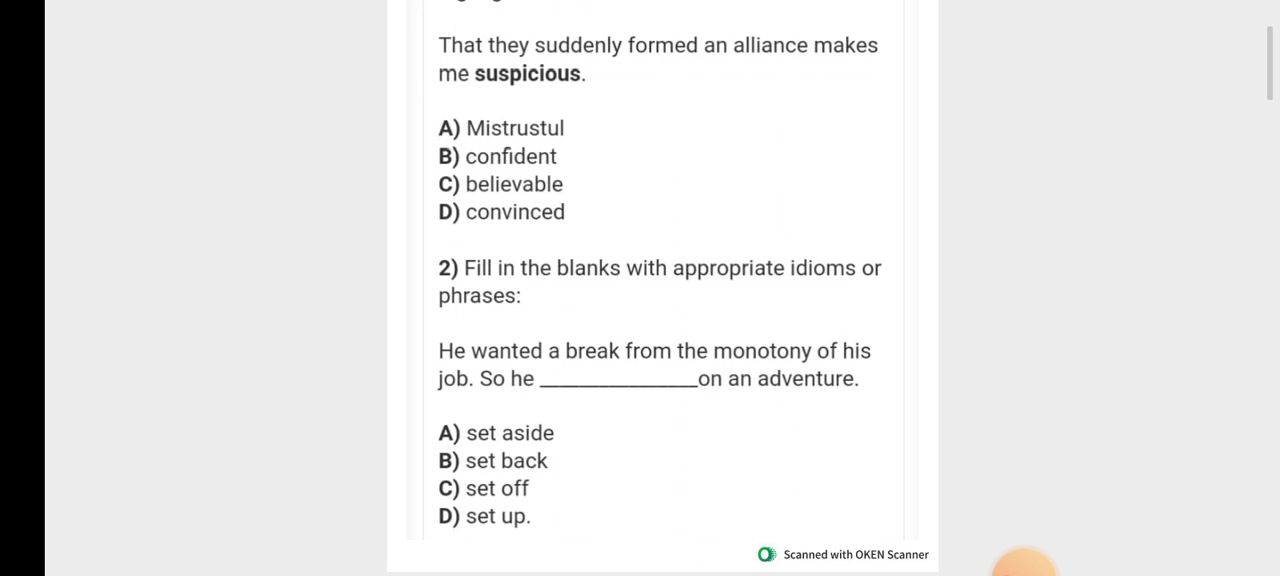 That they suddenly formed an alliance makes
me suspicious.
A) Mistrustul
B) confident
C) believable
D) convinced
2) Fill in the blanks with appropriate idioms or
phrases:
He wanted a break from the monotony of his
job. So he ________________on an adventure.
A) set aside
B) set back
C) set off
D) set up.
Scanned with OKEN Scanner